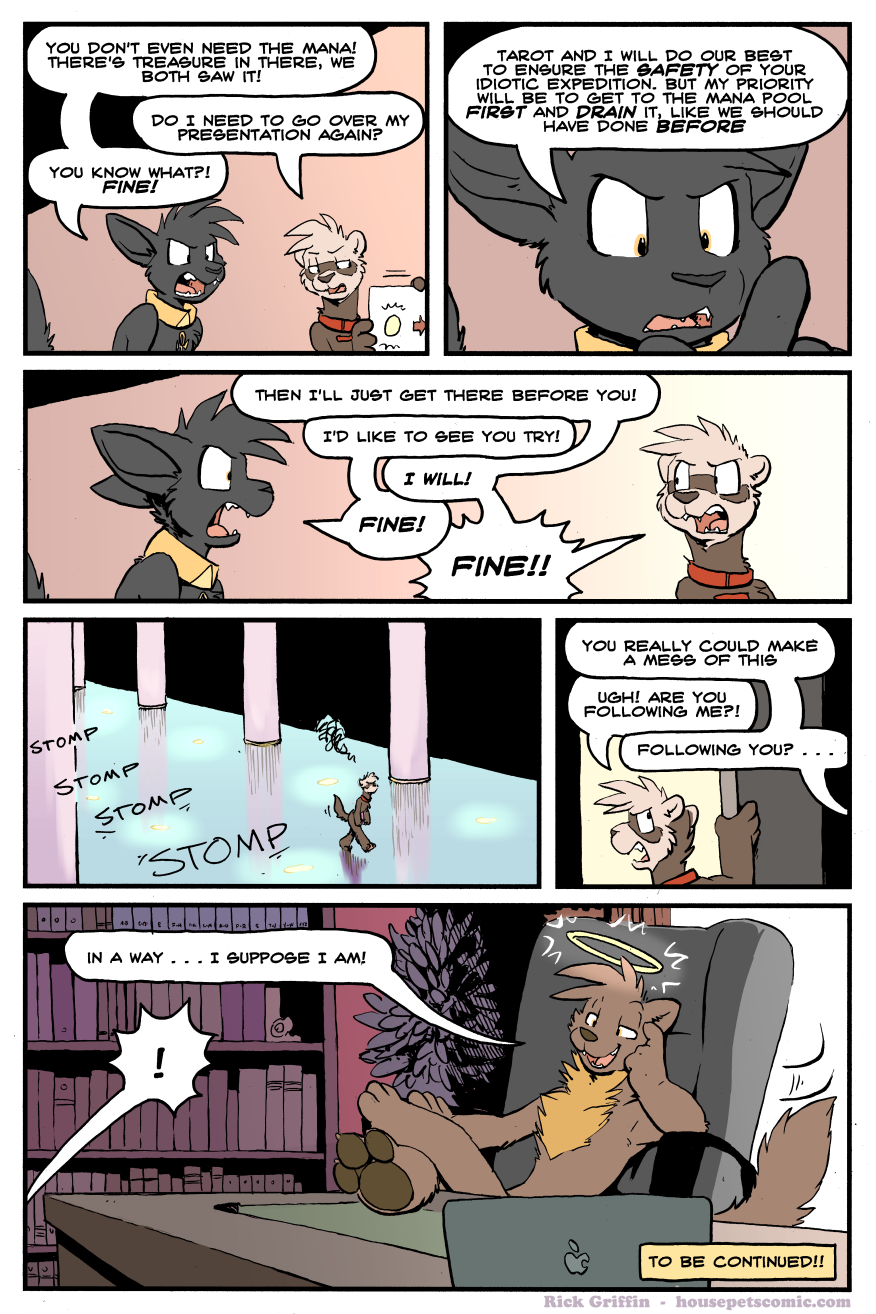 YOU DON'T EVEN NEED THE MANA!
THERE'S TREASURE IN THERE, WE
BOTH SAW IT!
DO I NEED TO GO OVER MY
PRESENTATION AGAIN?
YOU KNOW WHAT?!
FINE!
TAROT AND I WILL DO OUR BEST
TO ENSURE THE SAFETY OF YOUR
IDIOTIC EXPEDITION. BUT MY PRIORITY
WILL BE TO GET TO THE MANA POOL
FIRST AND DRAIN IT, LIKE WE SHOULD
HAVE DONE BEFORE
THEN I'LL JUST GET THERE BEFORE YOU!
I'D LIKE TO SEE YOU TRY!
I WILL!
FINE!
FINE!!
STOMP
STOMP
STOMP
STOMP
YOU REALLY COULD MAKE
A MESS OF THIS
UGH! ARE YOU
FOLLOWING ME?!
FOLLOWING YOU? . . .
IN A WAY . . . I SUPPOSE I AM!
!
TO BE CONTINUED!!
Rick Griffin - housepetscomic.com